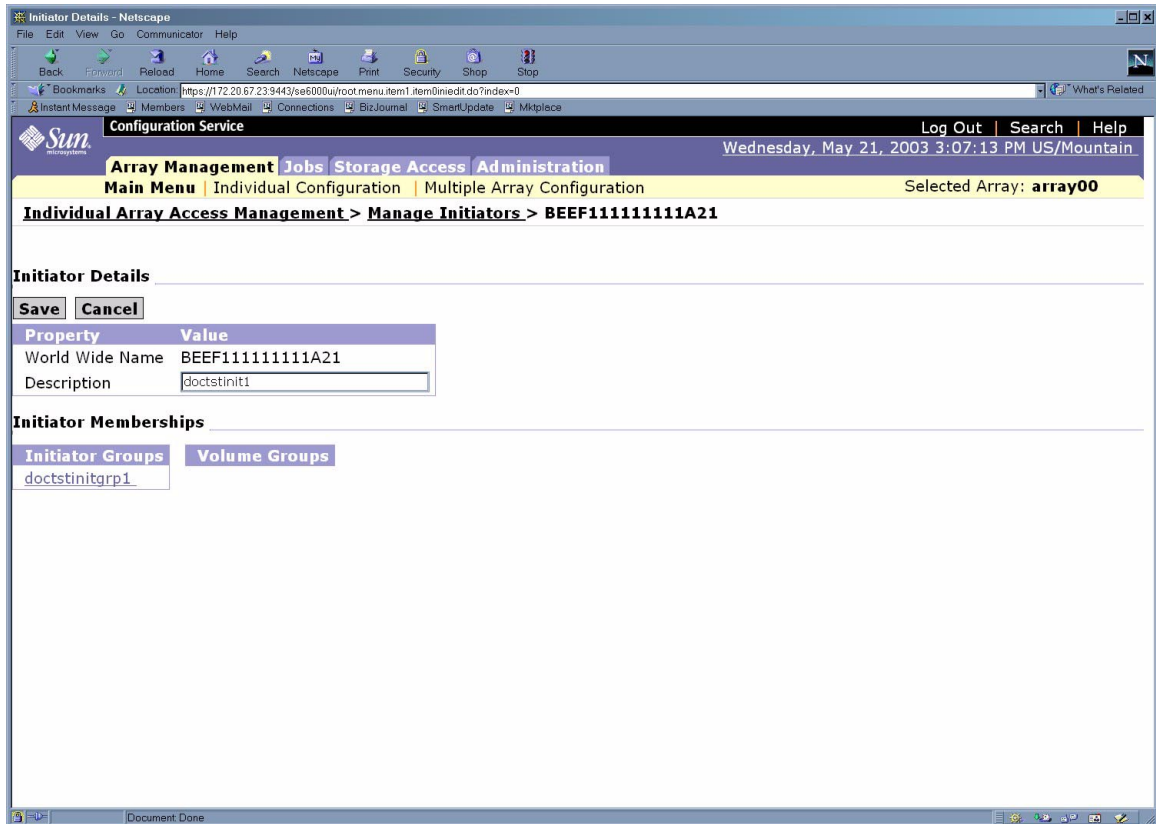 Initiator Details - Netscape
File Edit View Go Communicator Help
Back Forward Reload Home Search Netscape Print Security Shop Stop
Bookmarks Location: https://172.20.67.23:9443/se6000ui/root.menu.item1.item0iniedit.do?index=0 What's Related
Instant Message Members WebMail Connections BizJournal SmartUpdate Mktplace
Sun microsystems
Configuration Service
Log Out | Search | Help
Wednesday, May 21, 2003 3:07:13 PM US/Mountain
Array Management Jobs Storage Access Administration
Main Menu | Individual Configuration | Multiple Array Configuration Selected Array: array00
Individual Array Access Management > Manage Initiators > BEEF111111111A21
Initiator Details
Save Cancel
Property Value
World Wide Name BEEF111111111A21
Description doctstinit1
Initiator Memberships
Initiator Groups Volume Groups
doctstinitgrp1
Document: Done